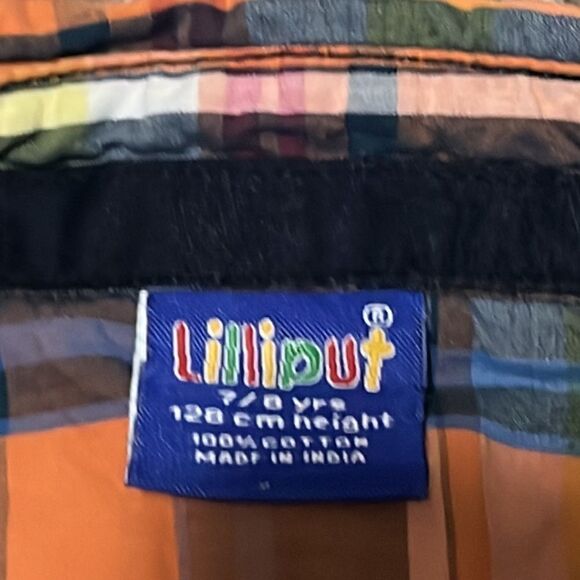 Lilliput ®
7/8 yrs
128 cm height
100% COTTON
MADE IN INDIA